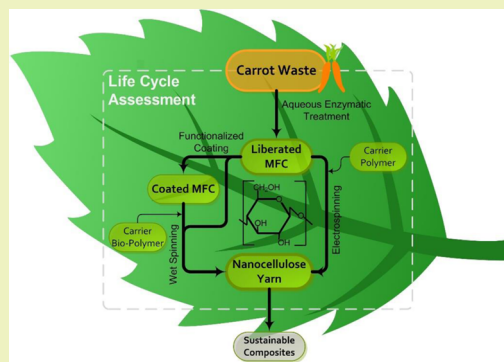 Carrot Waste
Life Cycle
Assessment
Aqueous Enzymatic
Treatment
Functionalized
Coating
Liberated
MFC
Carrier
Polymer
Coated MFC
CH₂OH
O
O
OH
OH
Carrier
Bio-Polymer
Wet Spinning
Electrospinning
Nanocellulose
Yarn
Sustainable
Composites